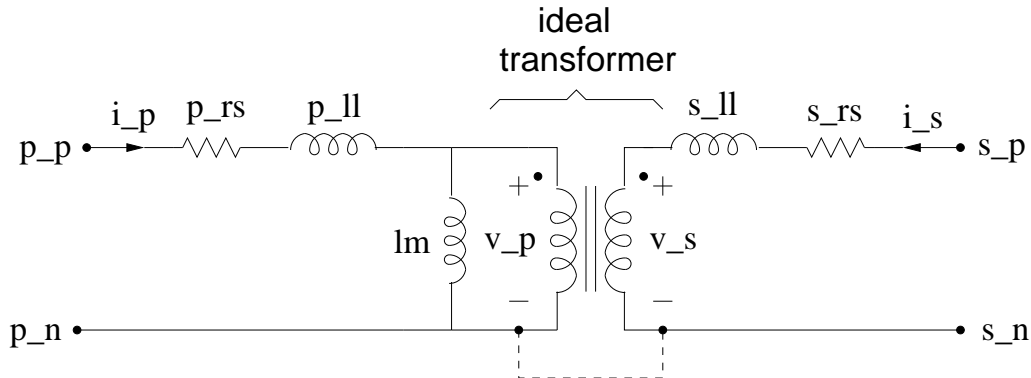 ideal
transformer
i_p
p_rs
p_ll
s_ll
s_rs
i_s
p_p
s_p
+
+
lm
v_p
v_s
−
−
p_n
s_n